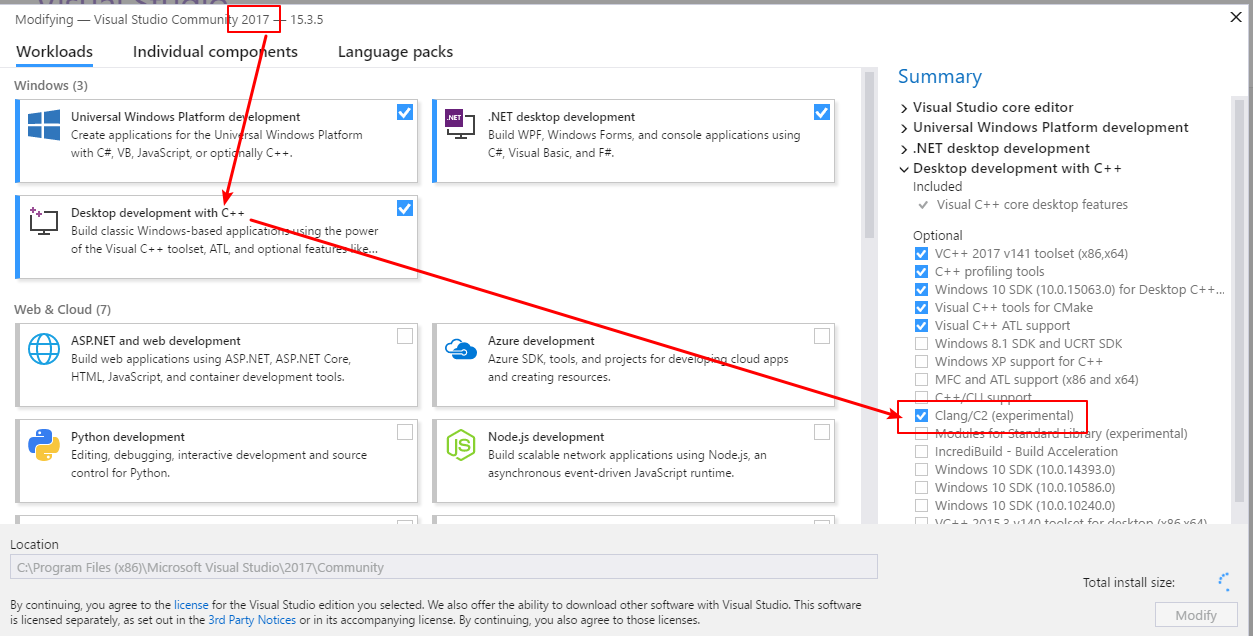 Visual Studio
Modifying — Visual Studio Community 2017 — 15.3.5
Workloads
Individual components
Language packs
Windows (3)
Universal Windows Platform development
Create applications for the Universal Windows Platform
with C#, VB, JavaScript, or optionally C++.
.NET
.NET desktop development
Build WPF, Windows Forms, and console applications using
C#, Visual Basic, and F#.
Desktop development with C++
Build classic Windows-based applications using the power
of the Visual C++ toolset, ATL, and optional features like...
Web & Cloud (7)
ASP.NET and web development
Build web applications using ASP.NET, ASP.NET Core,
HTML, JavaScript, and container development tools.
Azure development
Azure SDK, tools, and projects for developing cloud apps
and creating resources.
Python development
Editing, debugging, interactive development and source
control for Python.
JS
Node.js development
Build scalable network applications using Node.js, an
asynchronous event-driven JavaScript runtime.
Summary
Visual Studio core editor
Universal Windows Platform development
.NET desktop development
Desktop development with C++
Included
Visual C++ core desktop features
Optional
VC++ 2017 v141 toolset (x86,x64)
C++ profiling tools
Windows 10 SDK (10.0.15063.0) for Desktop C++...
Visual C++ tools for CMake
Visual C++ ATL support
Windows 8.1 SDK and UCRT SDK
Windows XP support for C++
MFC and ATL support (x86 and x64)
C++/CLI support
Clang/C2 (experimental)
Modules for Standard Library (experimental)
IncrediBuild - Build Acceleration
Windows 10 SDK (10.0.14393.0)
Windows 10 SDK (10.0.10586.0)
Windows 10 SDK (10.0.10240.0)
VC++ 2015.3 v140 toolset for desktop (x86,x64)
Location
C:\Program Files (x86)\Microsoft Visual Studio\2017\Community
By continuing, you agree to the license for the Visual Studio edition you selected. We also offer the ability to download other software with Visual Studio. This software
is licensed separately, as set out in the 3rd Party Notices or in its accompanying license. By continuing, you also agree to those licenses.
Total install size:
Modify